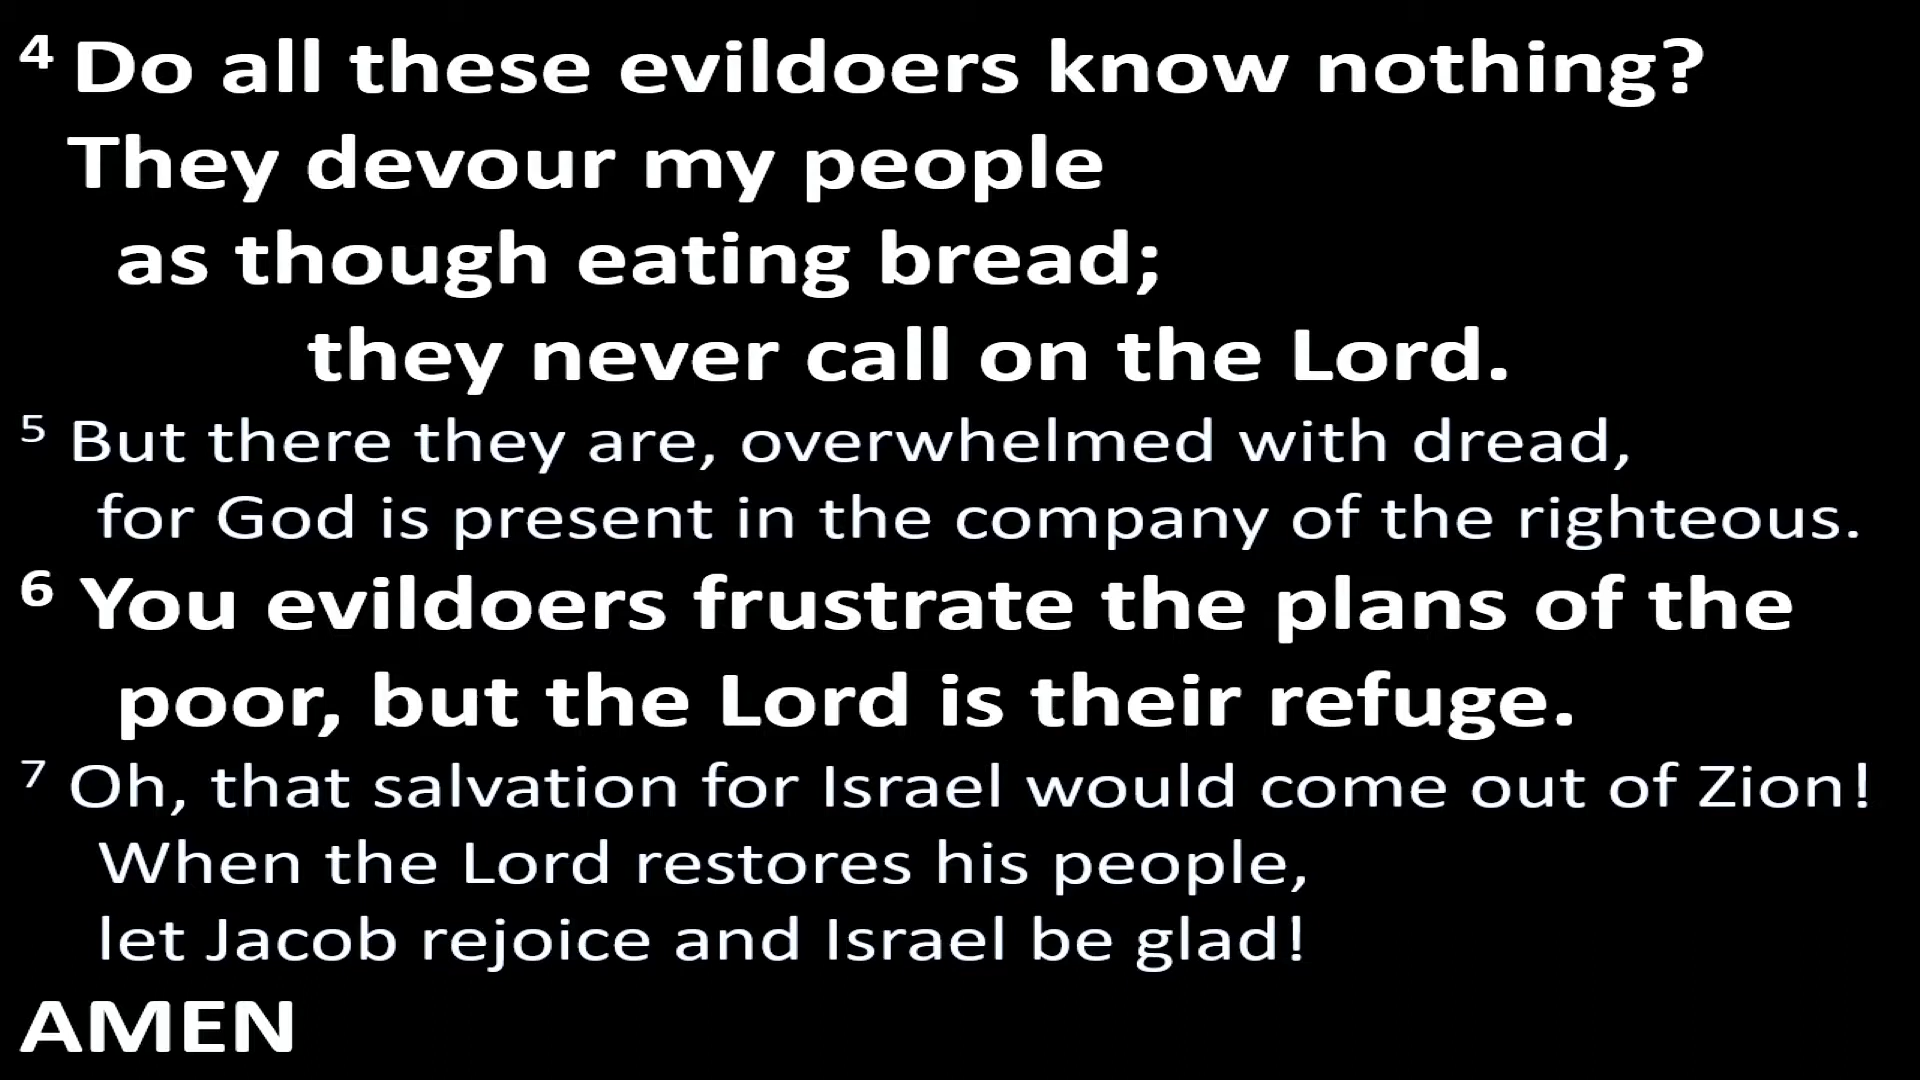 4 Do all these evildoers know nothing?
They devour my people
as though eating bread;
they never call on the Lord.
5 But there they are, overwhelmed with dread,
for God is present in the company of the righteous.
6 You evildoers frustrate the plans of the
poor, but the Lord is their refuge.
7 Oh, that salvation for Israel would come out of Zion!
When the Lord restores his people,
let Jacob rejoice and Israel be glad!
AMEN